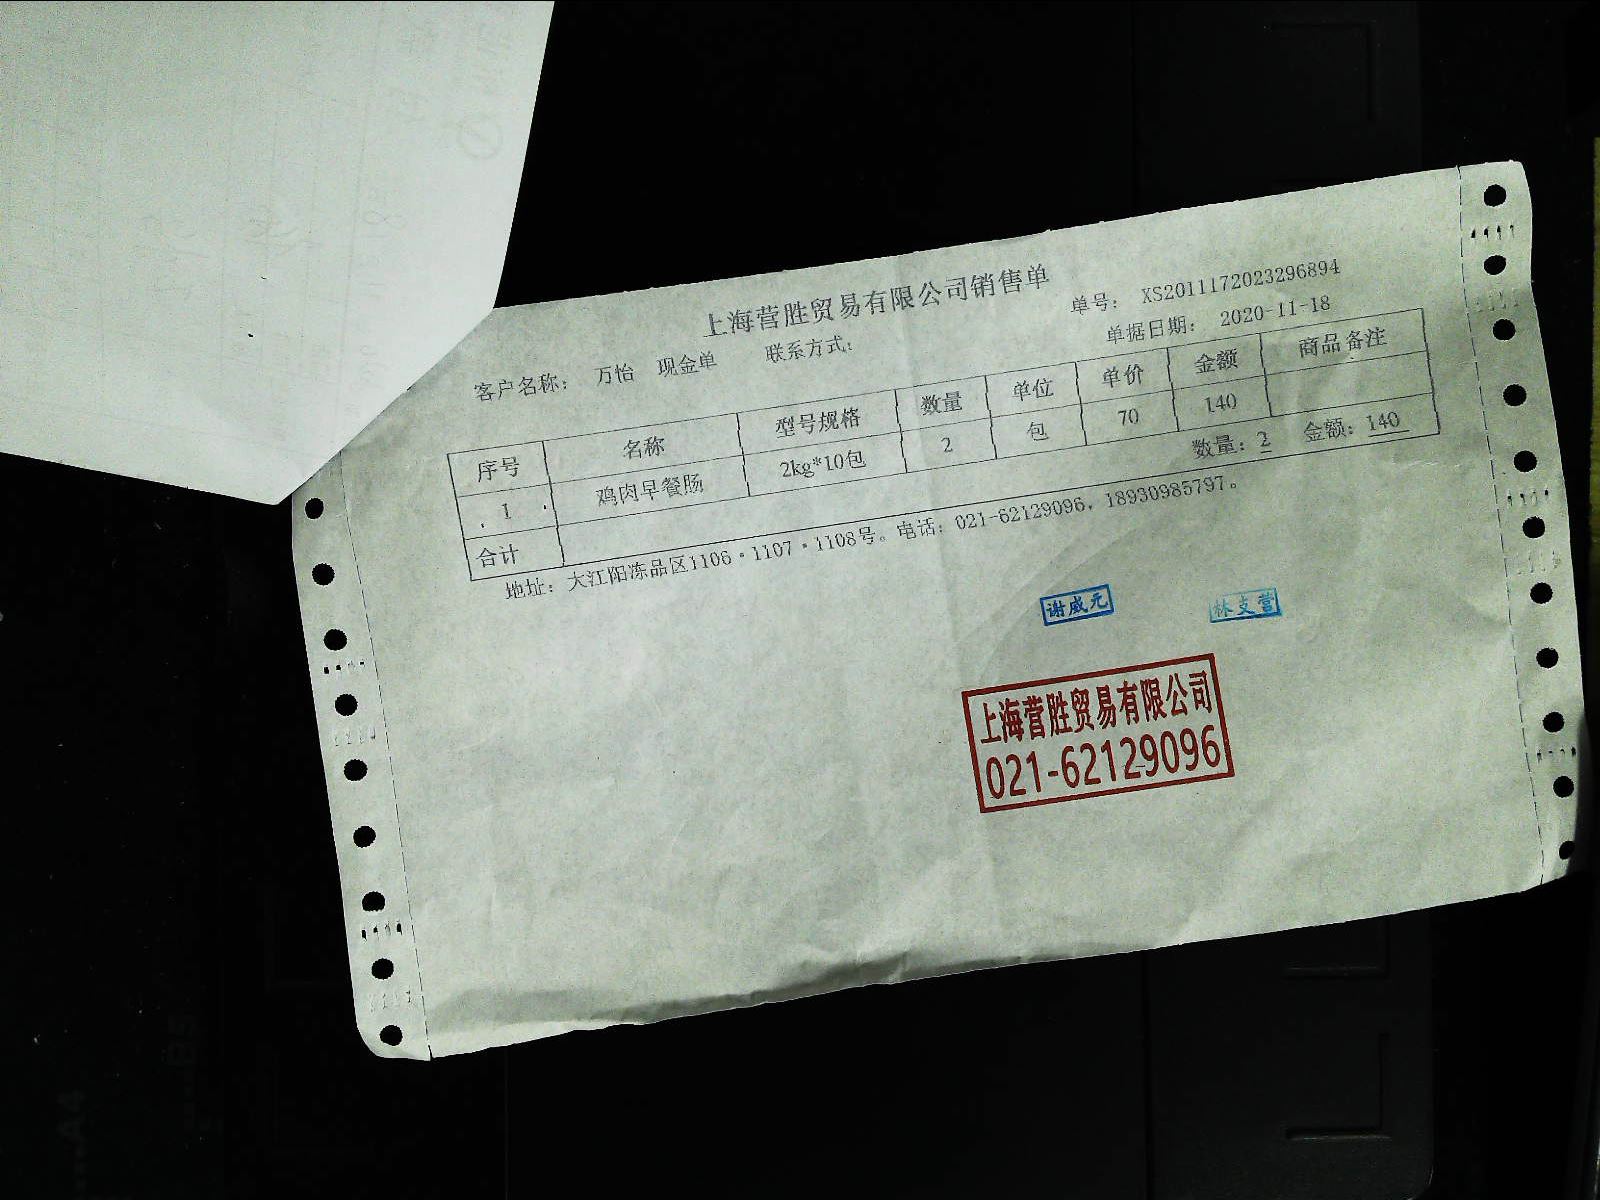 上海营胜贸易有限公司销售单
单号： XS2011172023296894
客户名称： 万怡 现金单 联系方式： 单据日期： 2020-11-18
序号 名称 型号规格 数量 单位 单价 金额 商品备注
1 鸡肉早餐肠 2kg*10包 2 包 70 140
合计 数量：2 金额：140
地址：大江阳冻品区1106·1107·1108号。电话：021-62129096，18930985797。
谢威元 林支营
上海营胜贸易有限公司
021-62129096